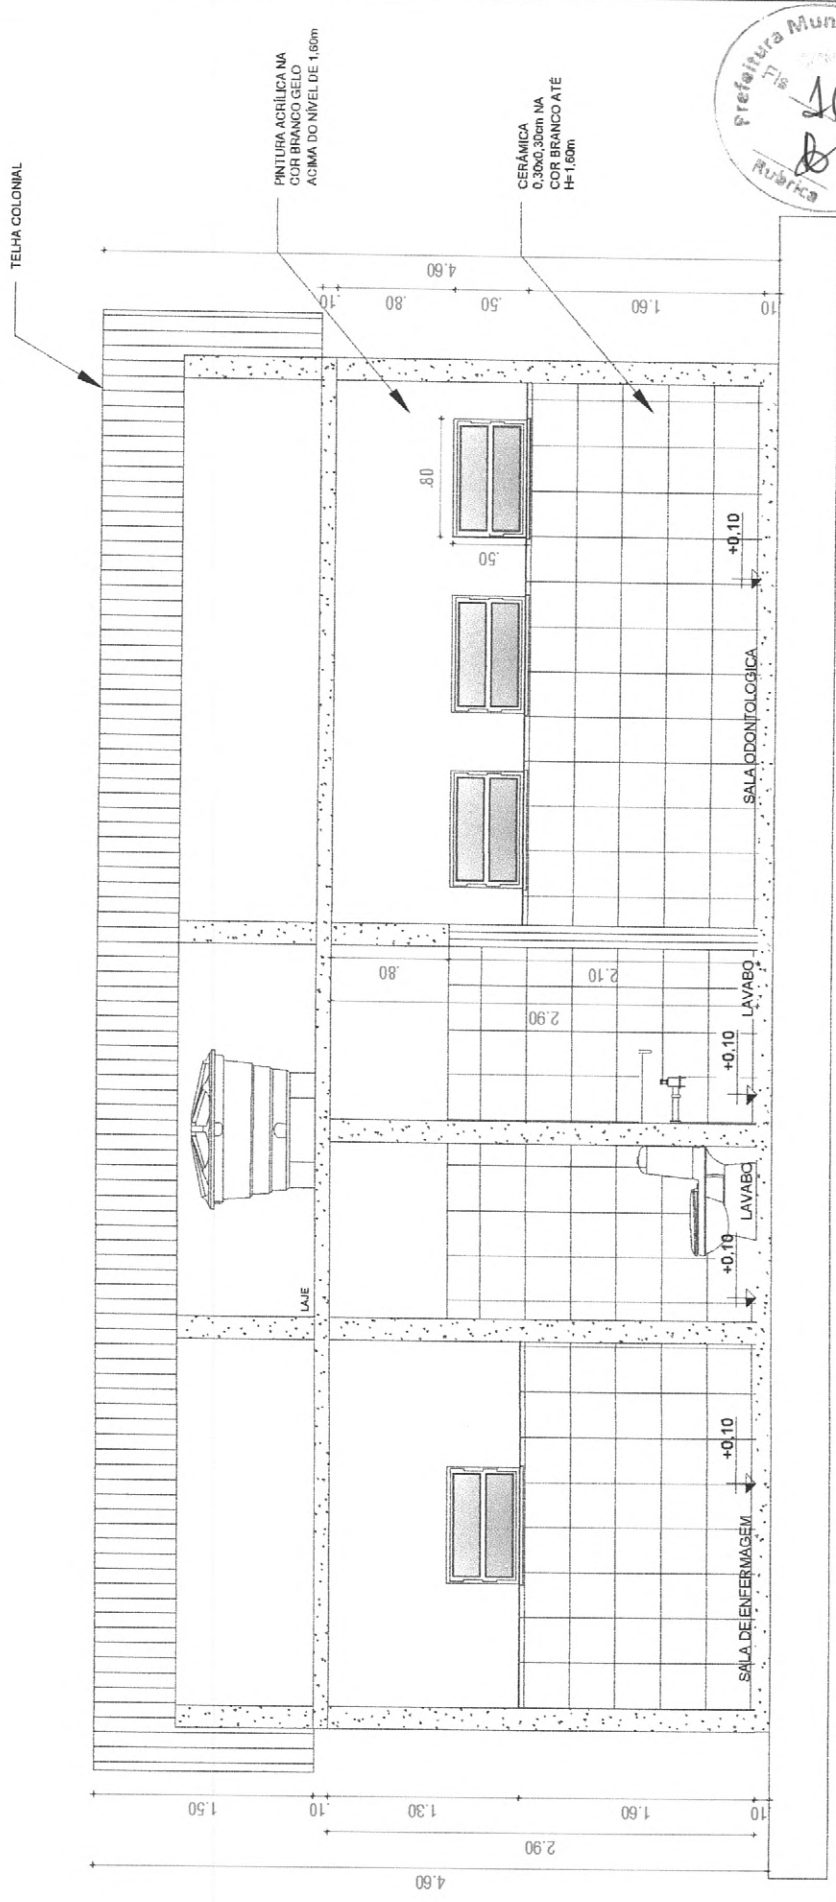 TELHA COLONIAL
PINTURA ACRÍLICA NA
COR BRANCO GELO
ACIMA DO NÍVEL DE 1,60m
CERÂMICA
0,30x0,30cm NA
COR BRANCO ATÉ
H=1,60m
4.60
.10
.80
.50
1.60
.10
.80
.50
+0,10
SALA ODONTOLOGICA
.80
2.10
2.90
+0,10
LAVABO
LAJE
+0,10
LAVABO
+0,10
SALA DE ENFERMAGEM
1.50
.10
1.30
1.60
.10
2.90
4.60
Prefeitura Mun
Fls
Rubrica